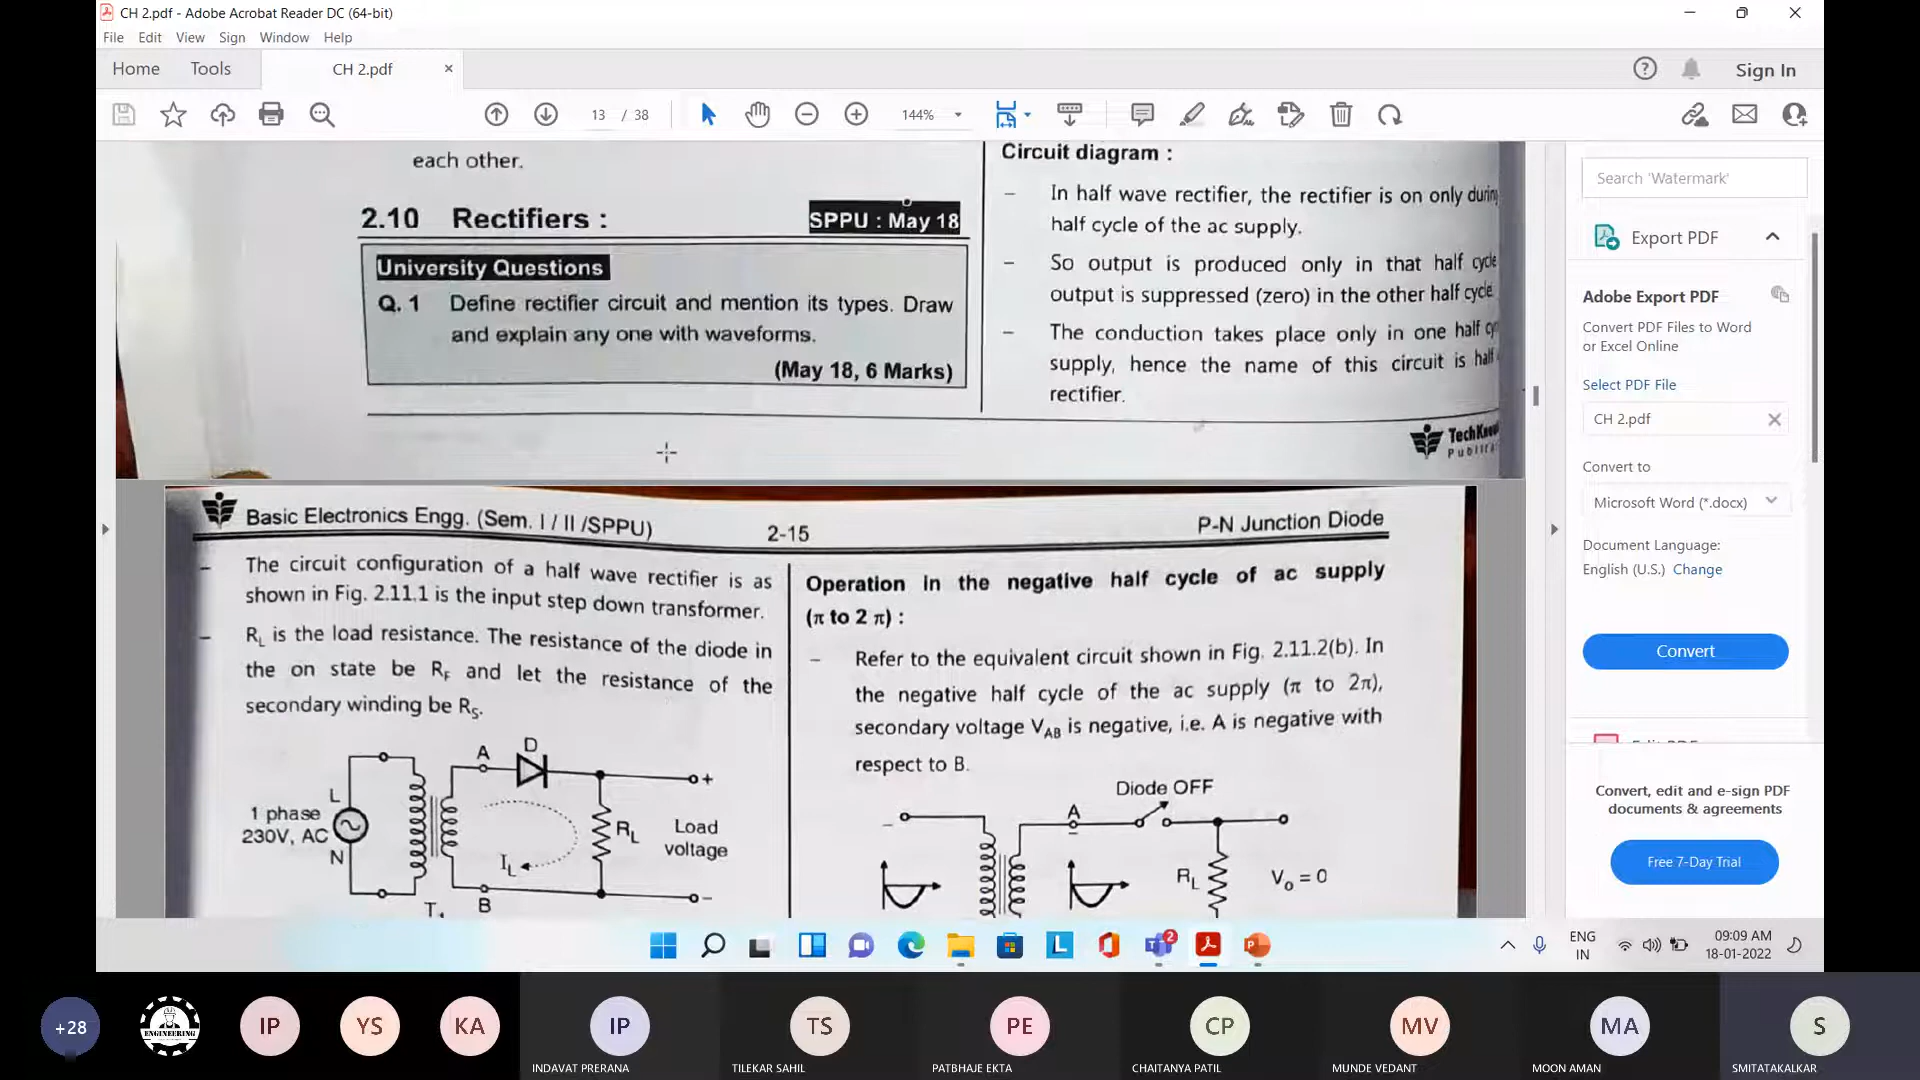 CH 2.pdf - Adobe Acrobat Reader DC (64-bit)
File Edit View Sign Window Help
Home Tools CH 2.pdf × Sign In
13 / 38 144%
each other.
2.10 Rectifiers : SPPU : May 18
University Questions
Q. 1 Define rectifier circuit and mention its types. Draw
and explain any one with waveforms.
(May 18, 6 Marks)
Circuit diagram :
– In half wave rectifier, the rectifier is on only
half cycle of the ac supply.
– So output is produced only in that half cycle
output is suppressed (zero) in the other half cycle
– The conduction takes place only in one half
supply, hence the name of this circuit is half
rectifier.
Basic Electronics Engg. (Sem. I / II /SPPU) 2-15 P-N Junction Diode
– The circuit configuration of a half wave rectifier is as
shown in Fig. 2.11.1 is the input step down transformer.
– RL is the load resistance. The resistance of the diode in
the on state be RF and let the resistance of the
secondary winding be RS.
A D
L +
1 phase
230V, AC
N
RL
Load
voltage
IL
–
T1 B
Operation in the negative half cycle of ac supply
(π to 2 π) :
– Refer to the equivalent circuit shown in Fig. 2.11.2(b). In
the negative half cycle of the ac supply (π to 2π),
secondary voltage VAB is negative, i.e. A is negative with
respect to B.
Diode OFF
– A
–
RL Vo = 0
Search 'Watermark'
Export PDF
Adobe Export PDF
Convert PDF Files to Word
or Excel Online
Select PDF File
CH 2.pdf
Convert to
Microsoft Word (*.docx)
Document Language:
English (U.S.) Change
Convert
Convert, edit and e-sign PDF
documents & agreements
Free 7-Day Trial
2
ENG
IN
09:09 AM
18-01-2022
+28 ENGINEERING IP YS KA IP TS PE CP MV MA S
INDAVAT PRERANA TILEKAR SAHIL PATBHAJE EKTA CHAITANYA PATIL MUNDE VEDANT MOON AMAN SMITATAKALKAR